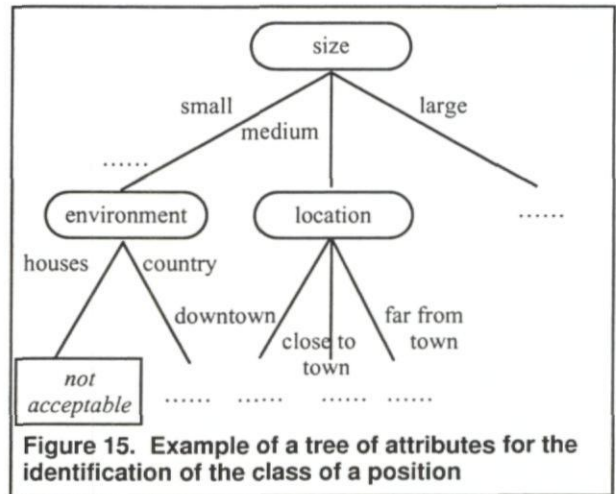 size
small
medium
large
......
environment
location
......
houses
country
downtown
close to
town
far from
town
not
acceptable
...... ...... ...... ......
Figure 15. Example of a tree of attributes for the
identification of the class of a position